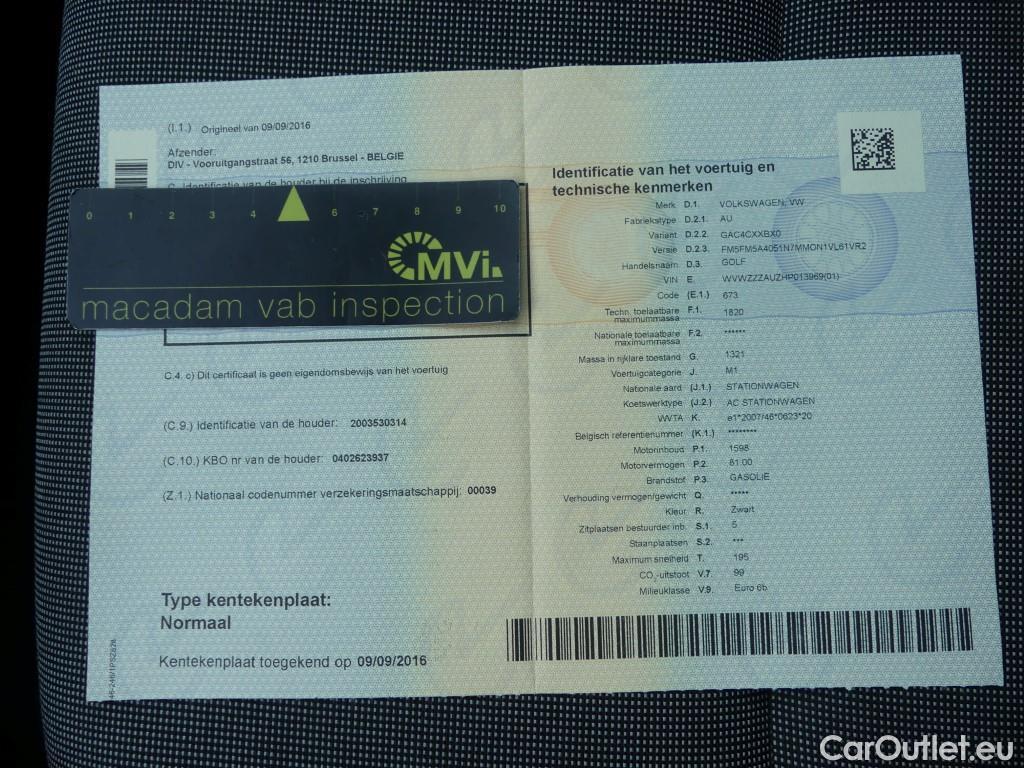 (I.1.) Origineel van 09/09/2016
Afzender:
DIV - Vooruitgangstraat 56, 1210 Brussel - BELGIE
C. Identificatie van de houder bij de inschrijving
0 1 2 3 4 6 7 8 9 10
MVi.
macadam vab inspection
C.4. c) Dit certificaat is geen eigendomsbewijs van het voertuig
(C.9.) Identificatie van de houder: 2003530314
(C.10.) KBO nr van de houder: 0402623937
(Z.1.) Nationaal codenummer verzekeringsmaatschappij: 00039
Type kentekenplaat:
Normaal
Kentekenplaat toegekend op 09/09/2016
Identificatie van het voertuig en
technische kenmerken
Merk D.1. VOLKSWAGEN, VW
Fabriekstype D.2.1. AU
Variant D.2.2. GAC4CXXBX0
Versie D.2.3. FM5FM5A4051N7MMON1VL61VR2
Handelsnaam D.3. GOLF
VIN E. WVWZZZAUZHP013969(01)
Code (E.1.) 673
Techn. toelaatbare F.1. 1820
maximummassa
Nationale toelaatbare F.2. ******
maximummassa
Massa in rijklare toestand G. 1321
Voertuigcategorie J. M1
Nationale aard (J.1.) STATIONWAGEN
Koetswerktype (J.2.) AC STATIONWAGEN
WVTA K. e1*2007/46*0623*20
Belgisch referentienummer (K.1.) ********
Motorinhoud P.1. 1598
Motorvermogen P.2. 81.00
Brandstof P.3. GASOLIE
Verhouding vermogen/gewicht Q. *****
Kleur R. Zwart
Zitplaatsen bestuurder inb. S.1. 5
Staanplaatsen S.2. ***
Maximum snelheid T. 195
CO₂-uitstoot V.7. 99
Milieuklasse V.9. Euro 6b
CarOutlet.eu